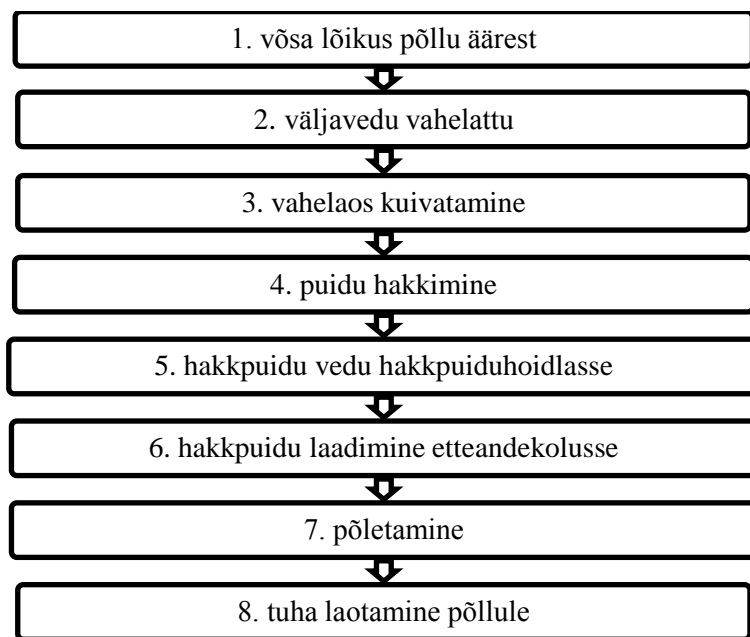 1. võsa lõikus põllu äärest
2. väljavedu vahelattu
3. vahelaos kuivatamine
4. puidu hakkimine
5. hakkpuidu vedu hakkpuiduhoidlasse
6. hakkpuidu laadimine etteandekolusse
7. põletamine
8. tuha laotamine põllule